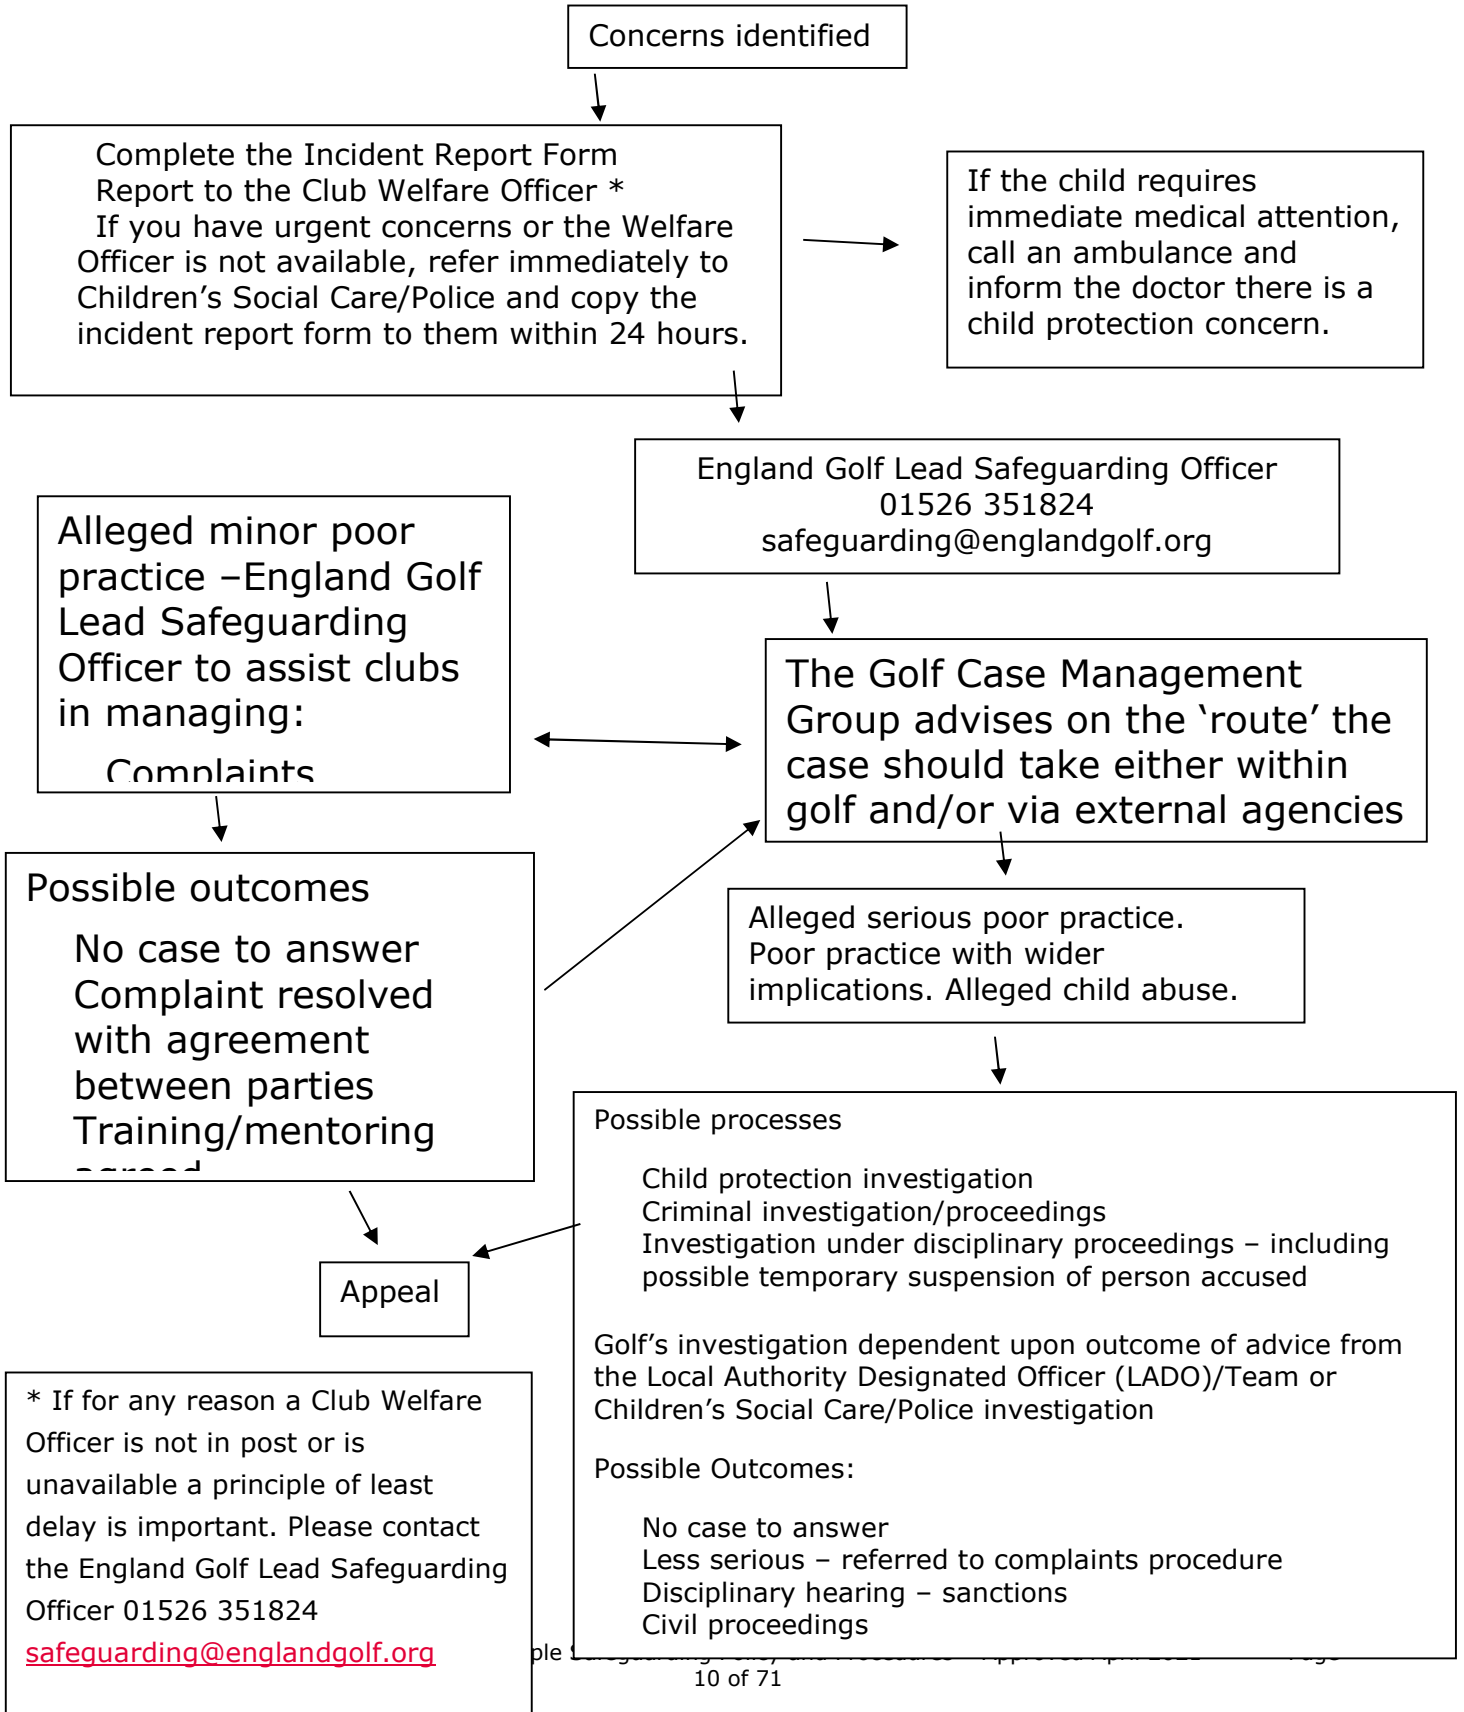 Concerns identified
Complete the Incident Report Form
Report to the Club Welfare Officer *
If you have urgent concerns or the Welfare
Officer is not available, refer immediately to
Children’s Social Care/Police and copy the
incident report form to them within 24 hours.
If the child requires
immediate medical attention,
call an ambulance and
inform the doctor there is a
child protection concern.
England Golf Lead Safeguarding Officer
01526 351824
safeguarding@englandgolf.org
Alleged minor poor
practice –England Golf
Lead Safeguarding
Officer to assist clubs
in managing:
Complaints
The Golf Case Management
Group advises on the ‘route’ the
case should take either within
golf and/or via external agencies
Possible outcomes
No case to answer
Complaint resolved
with agreement
between parties
Training/mentoring
agreed
Alleged serious poor practice.
Poor practice with wider
implications. Alleged child abuse.
Possible processes
Child protection investigation
Criminal investigation/proceedings
Investigation under disciplinary proceedings – including
possible temporary suspension of person accused
Golf’s investigation dependent upon outcome of advice from
the Local Authority Designated Officer (LADO)/Team or
Children’s Social Care/Police investigation
Possible Outcomes:
No case to answer
Less serious – referred to complaints procedure
Disciplinary hearing – sanctions
Civil proceedings
Appeal
* If for any reason a Club Welfare
Officer is not in post or is
unavailable a principle of least
delay is important. Please contact
the England Golf Lead Safeguarding
Officer 01526 351824
safeguarding@englandgolf.org
ple Safeguarding Policy and Procedures
10 of 71